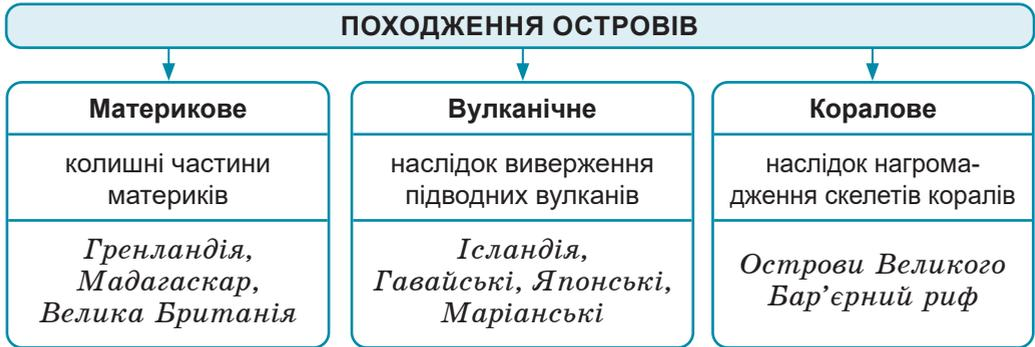 ПОХОДЖЕННЯ ОСТРОВІВ
Материкове
колишні частини
материків
Гренландія,
Мадагаскар,
Велика Британія
Вулканічне
наслідок виверження
підводних вулканів
Ісландія,
Гавайські, Японські,
Маріанські
Коралове
наслідок нагрома-
дження скелетів коралів
Острови Великого
Бар’єрний риф